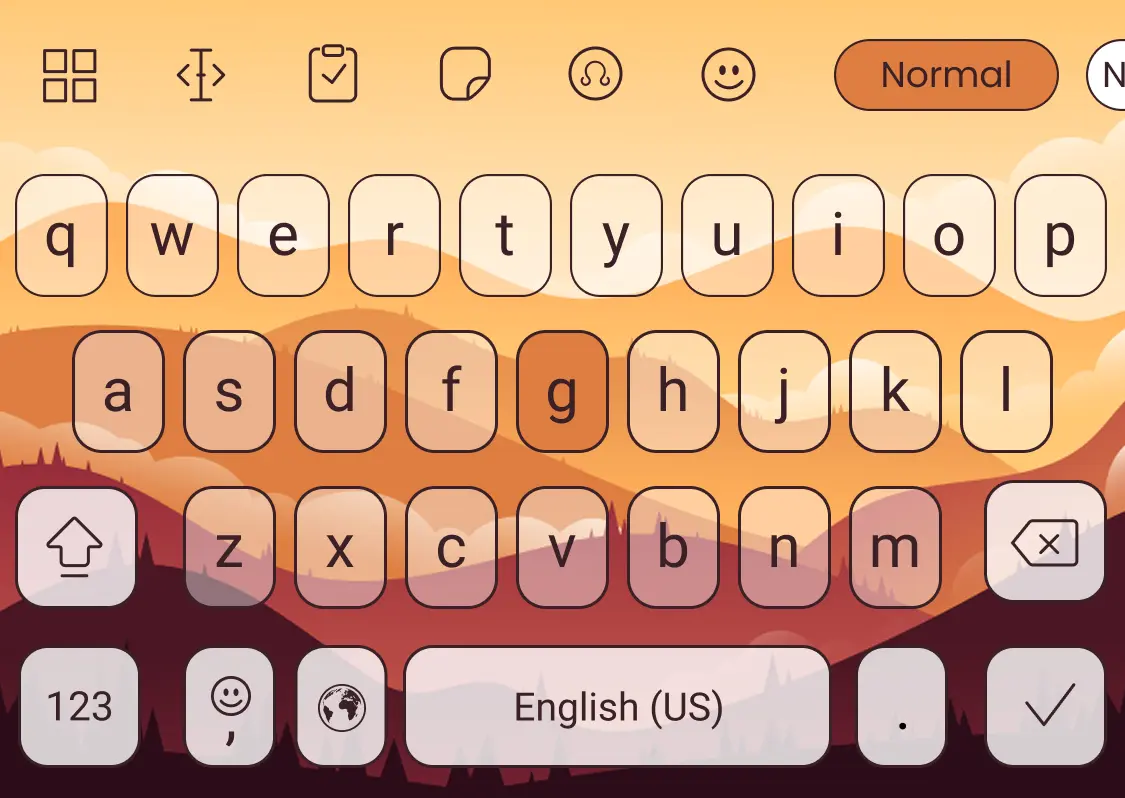 Normal N
q w e r t y u i o p
a s d f g h j k l
z x c v b n m
123 , English (US) .